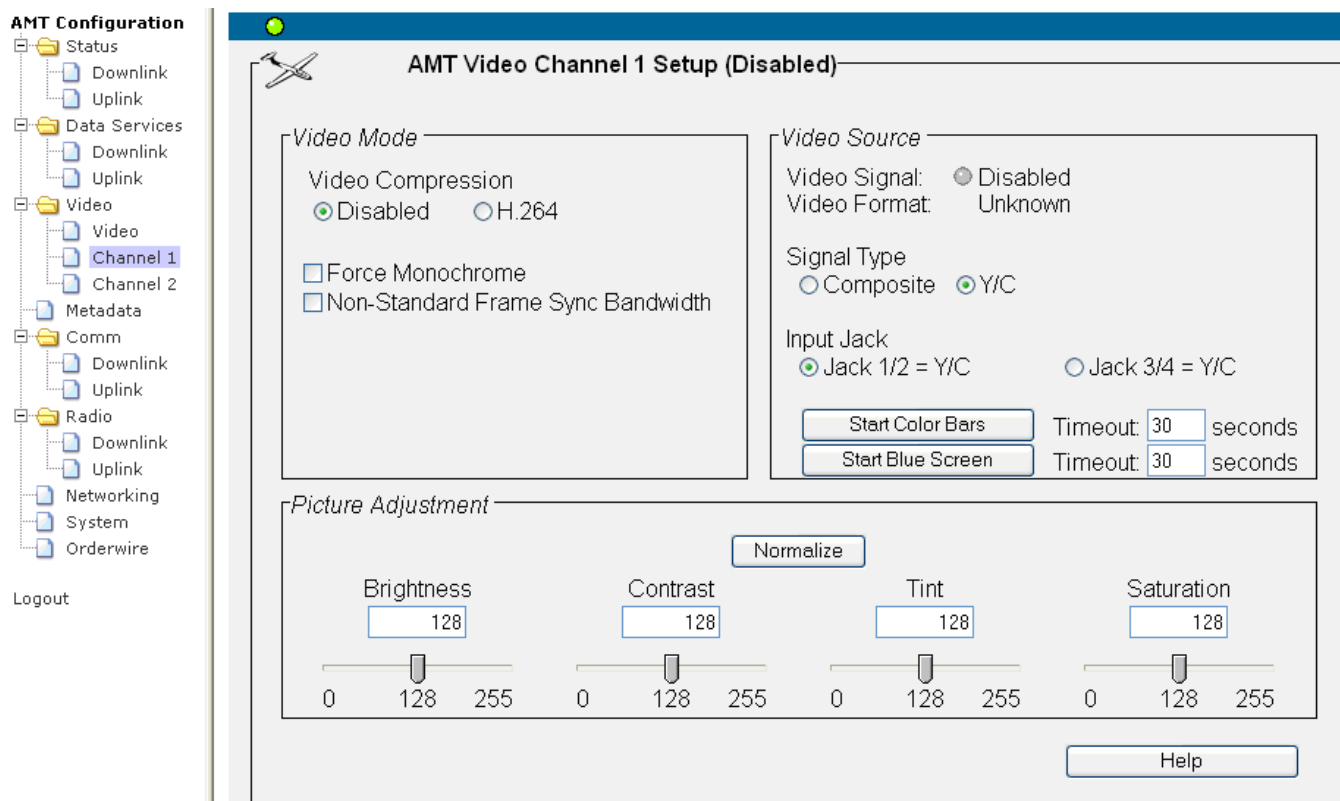 AMT Configuration
Status
Downlink
Uplink
Data Services
Downlink
Uplink
Video
Video
Channel 1
Channel 2
Metadata
Comm
Downlink
Uplink
Radio
Downlink
Uplink
Networking
System
Orderwire
Logout
AMT Video Channel 1 Setup (Disabled)
Video Mode
Video Compression
Disabled H.264
Force Monochrome
Non-Standard Frame Sync Bandwidth
Video Source
Video Signal: Disabled
Video Format: Unknown
Signal Type
Composite Y/C
Input Jack
Jack 1/2 = Y/C Jack 3/4 = Y/C
Start Color Bars Timeout: 30 seconds
Start Blue Screen Timeout: 30 seconds
Picture Adjustment
Normalize
Brightness Contrast Tint Saturation
128 128 128 128
0 128 255 0 128 255 0 128 255 0 128 255
Help